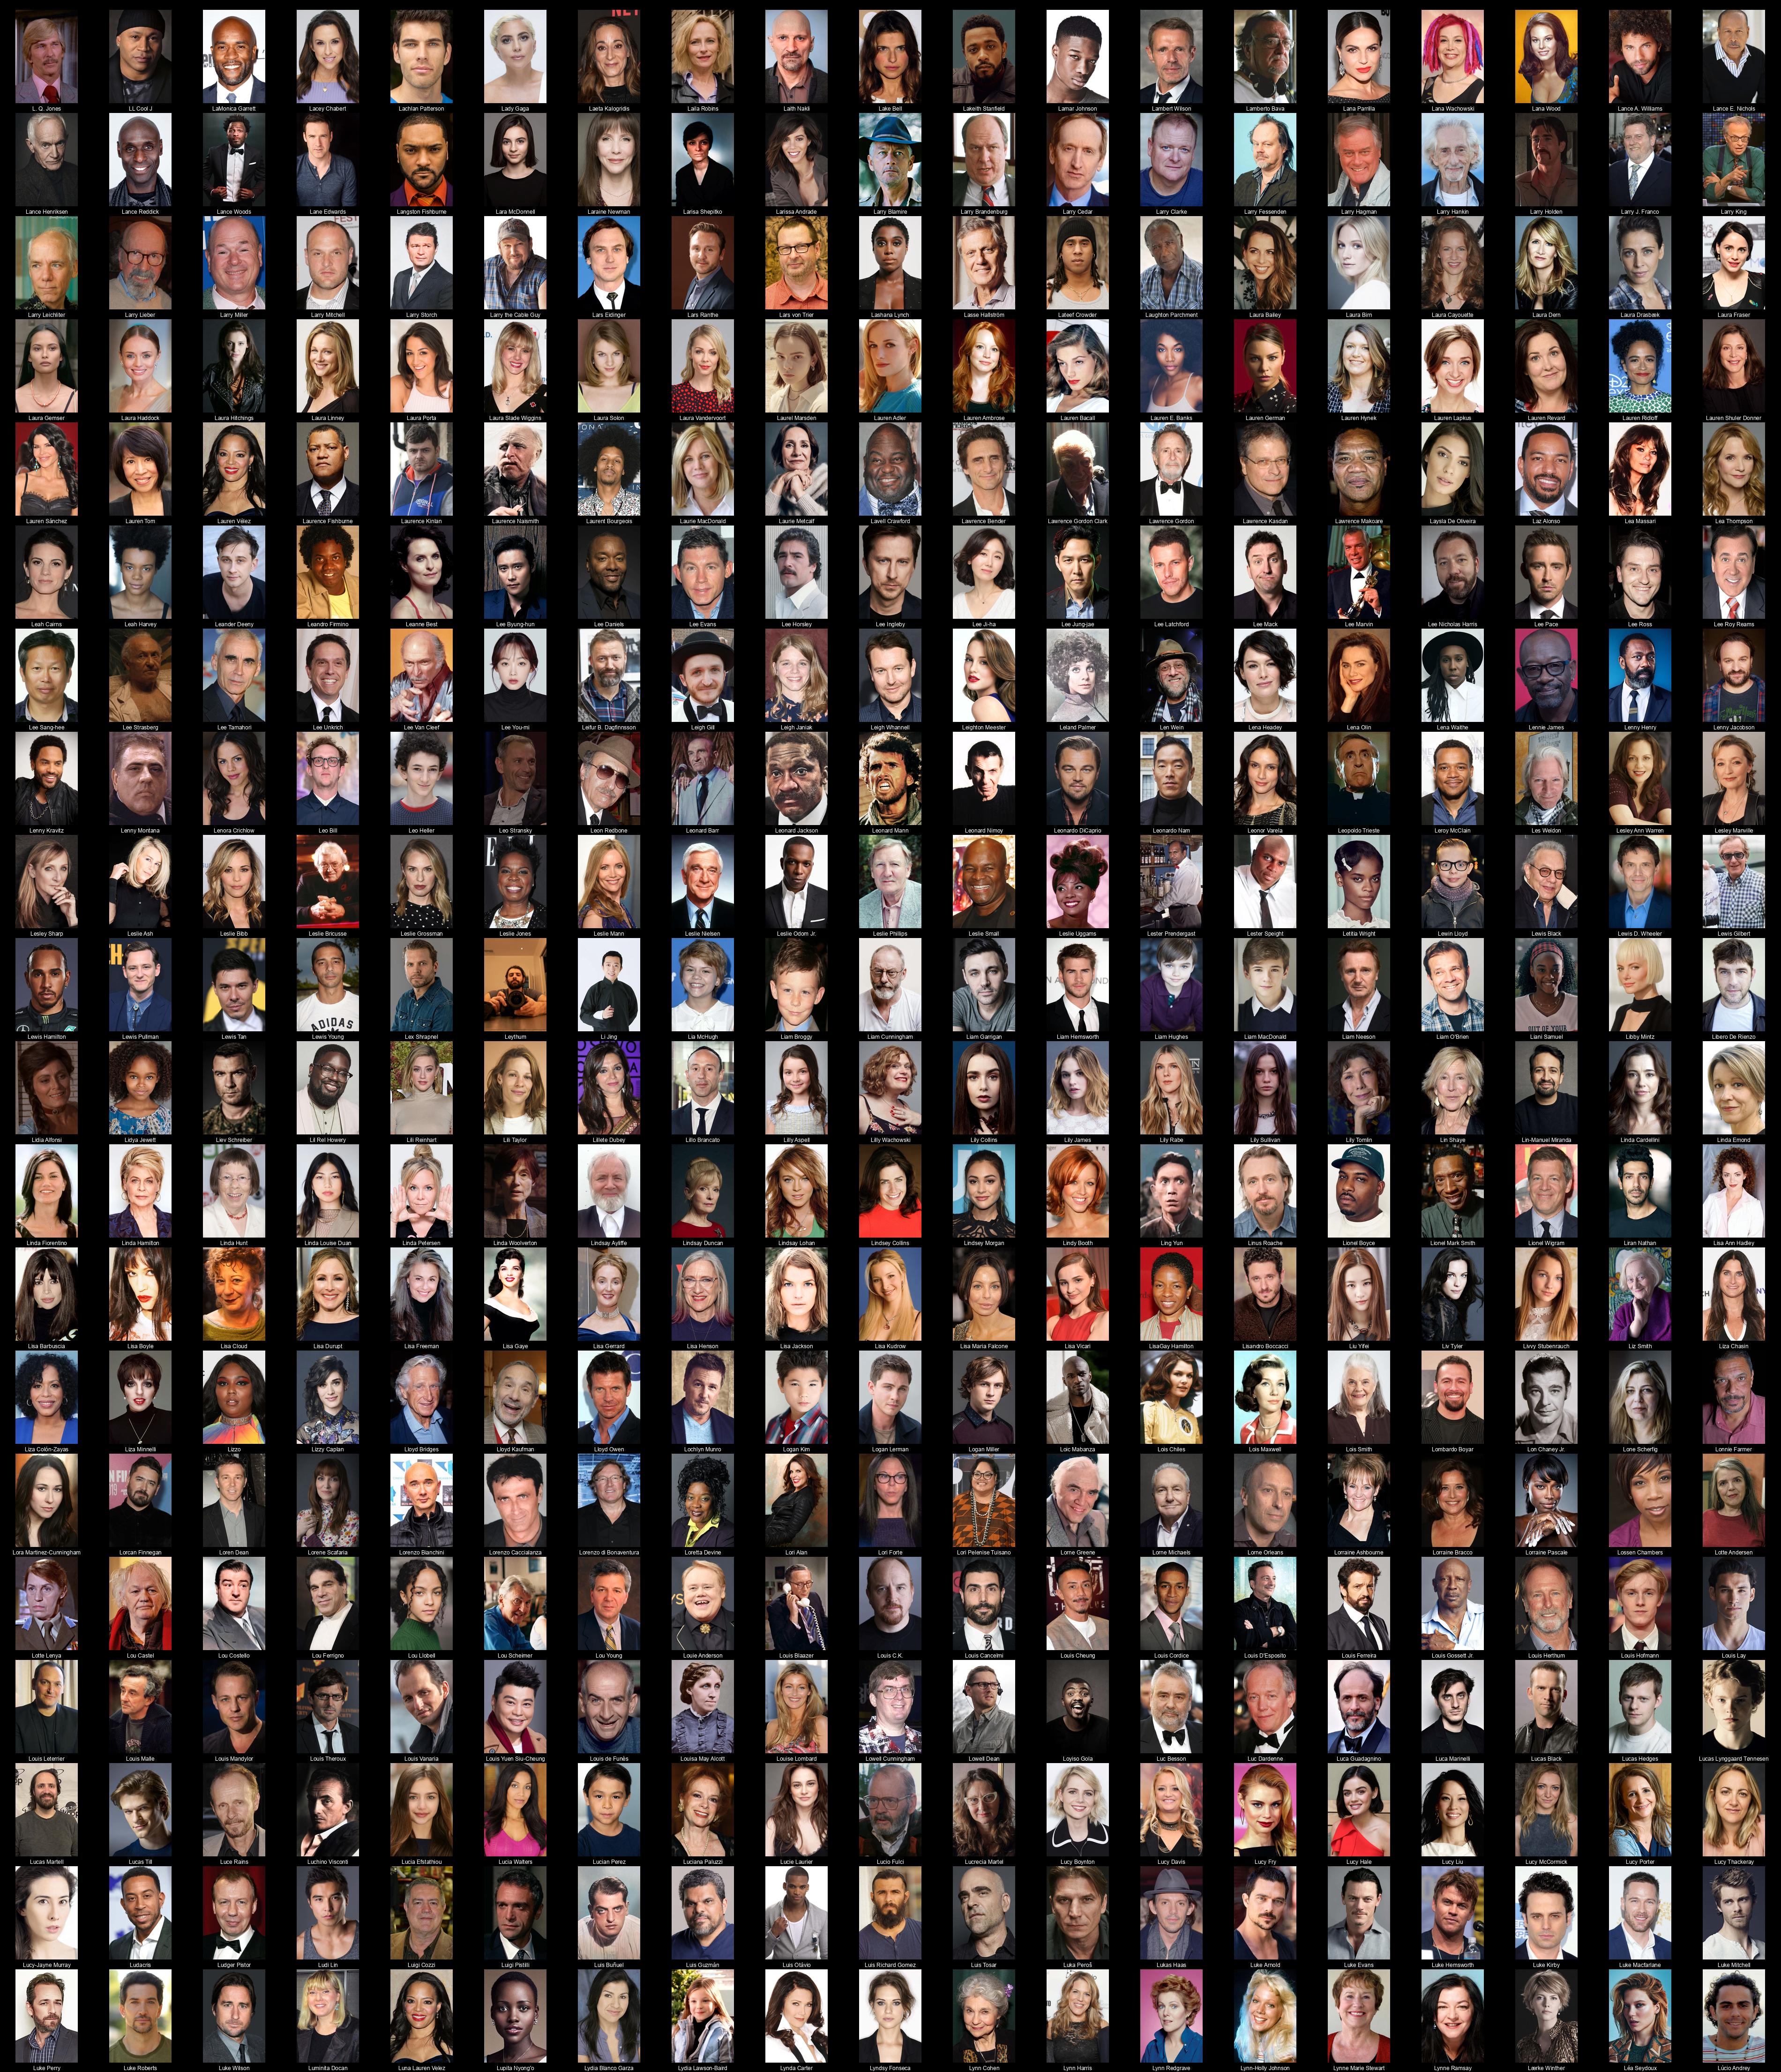 L. Q. Jones LL Cool J LaMonica Garrett Lacey Chabert Lachlan Patterson Lady Gaga Laeta Kalogridis Laila Robins Laith Nakli Lake Bell Lakeith Stanfield Lamar Johnson Lambert Wilson Lamberto Bava Lana Parrilla Lana Wachowski Lana Wood Lance A. Williams Lance E. Nichols
Lance Henriksen Lance Reddick Lance Woods Lane Edwards Langston Fishburne Lara McDonnell Laraine Newman Larisa Shepitko Larissa Andrade Larry Blamire Larry Brandenburg Larry Cedar Larry Clarke Larry Fessenden Larry Hagman Larry Hankin Larry Holden Larry J. Franco Larry King
Larry Leichliter Larry Lieber Larry Miller Larry Mitchell Larry Storch Larry the Cable Guy Lars Eidinger Lars Ranthe Lars von Trier Lashana Lynch Lasse Hallström Lateef Crowder Laughton Parchment Laura Bailey Laura Birn Laura Cayouette Laura Dern Laura Drasbæk Laura Fraser
Laura Gemser Laura Haddock Laura Hitchings Laura Linney Laura Porta Laura Slade Wiggins Laura Solon Laura Vandervoort Laurel Marsden Lauren Adler Lauren Ambrose Lauren Bacall Lauren E. Banks Lauren German Lauren Hynek Lauren Lapkus Lauren Revard Lauren Ridloff Lauren Shuler Donner
Lauren Sánchez Lauren Tom Lauren Vélez Laurence Fishburne Laurence Kinlan Laurence Naismith Laurent Bourgeois Laurie MacDonald Laurie Metcalf Lavell Crawford Lawrence Bender Lawrence Gordon Clark Lawrence Gordon Lawrence Kasdan Lawrence Makoare Laysla De Oliveira Laz Alonso Lea Massari Lea Thompson
Leah Cairns Leah Harvey Leander Deeny Leandro Firmino Leanne Best Lee Byung-hun Lee Daniels Lee Evans Lee Horsley Lee Ingleby Lee Ji-ha Lee Jung-jae Lee Latchford Lee Mack Lee Marvin Lee Nicholas Harris Lee Pace Lee Ross Lee Roy Reams
Lee Sang-hee Lee Strasberg Lee Tamahori Lee Unkrich Lee Van Cleef Lee You-mi Leifur B. Dagfinnsson Leigh Gill Leigh Janiak Leigh Whannell Leighton Meester Leland Palmer Len Wein Lena Headey Lena Olin Lena Waithe Lennie James Lenny Henry Lenny Jacobson
Lenny Kravitz Lenny Montana Lenora Crichlow Leo Bill Leo Heller Leo Stransky Leon Redbone Leonard Barr Leonard Jackson Leonard Mann Leonard Nimoy Leonardo DiCaprio Leonardo Nam Leonor Varela Leopoldo Trieste Leroy McClain Les Weldon Lesley Ann Warren Lesley Manville
Lesley Sharp Leslie Ash Leslie Bibb Leslie Bricusse Leslie Grossman Leslie Jones Leslie Mann Leslie Nielsen Leslie Odom Jr. Leslie Phillips Leslie Small Leslie Uggams Lester Prendergast Lester Speight Letitia Wright Lewin Lloyd Lewis Black Lewis D. Wheeler Lewis Gilbert
Lewis Hamilton Lewis Pullman Lewis Tan Lewis Young Lex Shrapnel Leythum Li Jing Lia McHugh Liam Broggy Liam Cunningham Liam Garrigan Liam Hemsworth Liam Hughes Liam MacDonald Liam Neeson Liam O'Brien Liani Samuel Libby Mintz Libero De Rienzo
Lidia Alfonsi Lidya Jewett Liev Schreiber Lil Rel Howery Lili Reinhart Lili Taylor Lillete Dubey Lillo Brancato Lilly Aspell Lilly Wachowski Lily Collins Lily James Lily Rabe Lily Sullivan Lily Tomlin Lin Shaye Lin-Manuel Miranda Linda Cardellini Linda Emond
Linda Fiorentino Linda Hamilton Linda Hunt Linda Louise Duan Linda Petersen Linda Woolverton Lindsay Ayliffe Lindsay Duncan Lindsay Lohan Lindsey Collins Lindsey Morgan Lindy Booth Ling Yun Linus Roache Lionel Boyce Lionel Mark Smith Lionel Wigram Liran Nathan Lisa Ann Hadley
Lisa Barbuscia Lisa Boyle Lisa Cloud Lisa Durupt Lisa Freeman Lisa Gaye Lisa Gerrard Lisa Henson Lisa Jackson Lisa Kudrow Lisa Maria Falcone Lisa Vicari LisaGay Hamilton Lisandro Boccacci Liu Yifei Liv Tyler Livvy Stubenrauch Liz Smith Liza Chasin
Liza Colón-Zayas Liza Minnelli Lizzo Lizzy Caplan Lloyd Bridges Lloyd Kaufman Lloyd Owen Lochlyn Munro Logan Kim Logan Lerman Logan Miller Loic Mabanza Lois Chiles Lois Maxwell Lois Smith Lombardo Boyar Lon Chaney Jr. Lone Scherfig Lonnie Farmer
Lora Martinez-Cunningham Lorcan Finnegan Loren Dean Lorene Scafaria Lorenzo Bianchini Lorenzo Caccialanza Lorenzo di Bonaventura Loretta Devine Lori Alan Lori Forte Lori Pelenise Tuisano Lorne Greene Lorne Michaels Lorne Orleans Lorraine Ashbourne Lorraine Bracco Lorraine Pascale Lossen Chambers Lotte Andersen
Lotte Lenya Lou Castel Lou Costello Lou Ferrigno Lou Llobell Lou Scheimer Lou Young Louie Anderson Louis Blaazer Louis C.K. Louis Cancelmi Louis Cheung Louis Cordice Louis D'Esposito Louis Ferreira Louis Gossett Jr. Louis Herthum Louis Hofmann Louis Lay
Louis Leterrier Louis Malle Louis Mandylor Louis Theroux Louis Vanaria Louis Yuen Siu-Cheung Louis de Funès Louisa May Alcott Louise Lombard Lowell Cunningham Lowell Dean Loyiso Gola Luc Besson Luc Dardenne Luca Guadagnino Luca Marinelli Lucas Black Lucas Hedges Lucas Lynggaard Tønnesen
Lucas Martell Lucas Till Luce Rains Luchino Visconti Lucia Efstathiou Lucia Walters Lucian Perez Luciana Paluzzi Lucie Laurier Lucio Fulci Lucrecia Martel Lucy Boynton Lucy Davis Lucy Fry Lucy Hale Lucy Liu Lucy McCormick Lucy Porter Lucy Thackeray
Lucy-Jayne Murray Ludacris Ludger Pistor Ludi Lin Luigi Cozzi Luigi Pistilli Luis Buñuel Luis Guzmán Luis Otávio Luis Richard Gomez Luis Tosar Luka Peroš Lukas Haas Luke Arnold Luke Evans Luke Hemsworth Luke Kirby Luke Macfarlane Luke Mitchell
Luke Perry Luke Roberts Luke Wilson Luminita Docan Luna Lauren Velez Lupita Nyong'o Lydia Blanco Garza Lydia Lawson-Baird Lynda Carter Lyndsy Fonseca Lynn Cohen Lynn Harris Lynn Redgrave Lynn-Holly Johnson Lynne Marie Stewart Lynne Ramsay Lærke Winther Léa Seydoux Lúcio Andrey